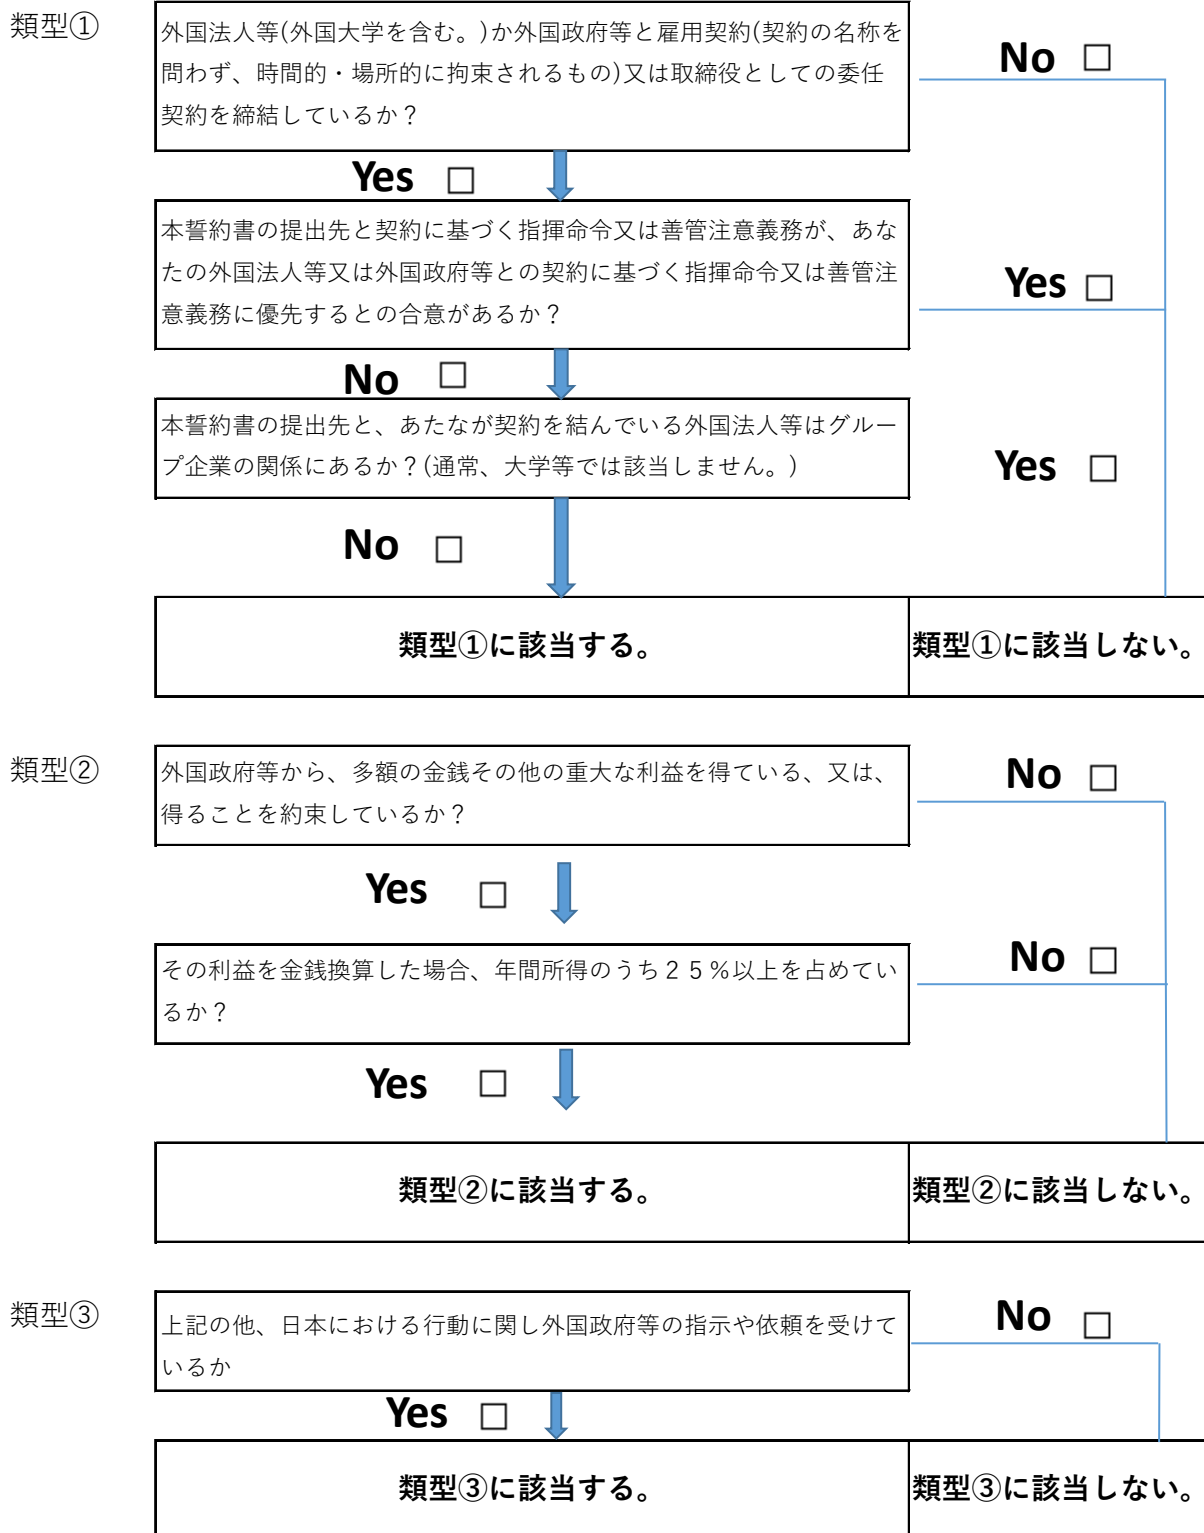 類型①
外国法人等(外国大学を含む。)か外国政府等と雇用契約(契約の名称を
問わず、時間的・場所的に拘束されるもの)又は取締役としての委任
契約を締結しているか？
No □
Yes □
本誓約書の提出先と契約に基づく指揮命令又は善管注意義務が、あな
たの外国法人等又は外国政府等との契約に基づく指揮命令又は善管注
意義務に優先するとの合意があるか？
Yes □
No □
本誓約書の提出先と、あたなが契約を結んでいる外国法人等はグルー
プ企業の関係にあるか？(通常、大学等では該当しません。)
Yes □
No □
類型①に該当する。
類型①に該当しない。
類型②
外国政府等から、多額の金銭その他の重大な利益を得ている、又は、
得ることを約束しているか？
No □
Yes □
その利益を金銭換算した場合、年間所得のうち２５％以上を占めてい
るか？
No □
Yes □
類型②に該当する。
類型②に該当しない。
類型③
上記の他、日本における行動に関し外国政府等の指示や依頼を受けて
いるか
No □
Yes □
類型③に該当する。
類型③に該当しない。